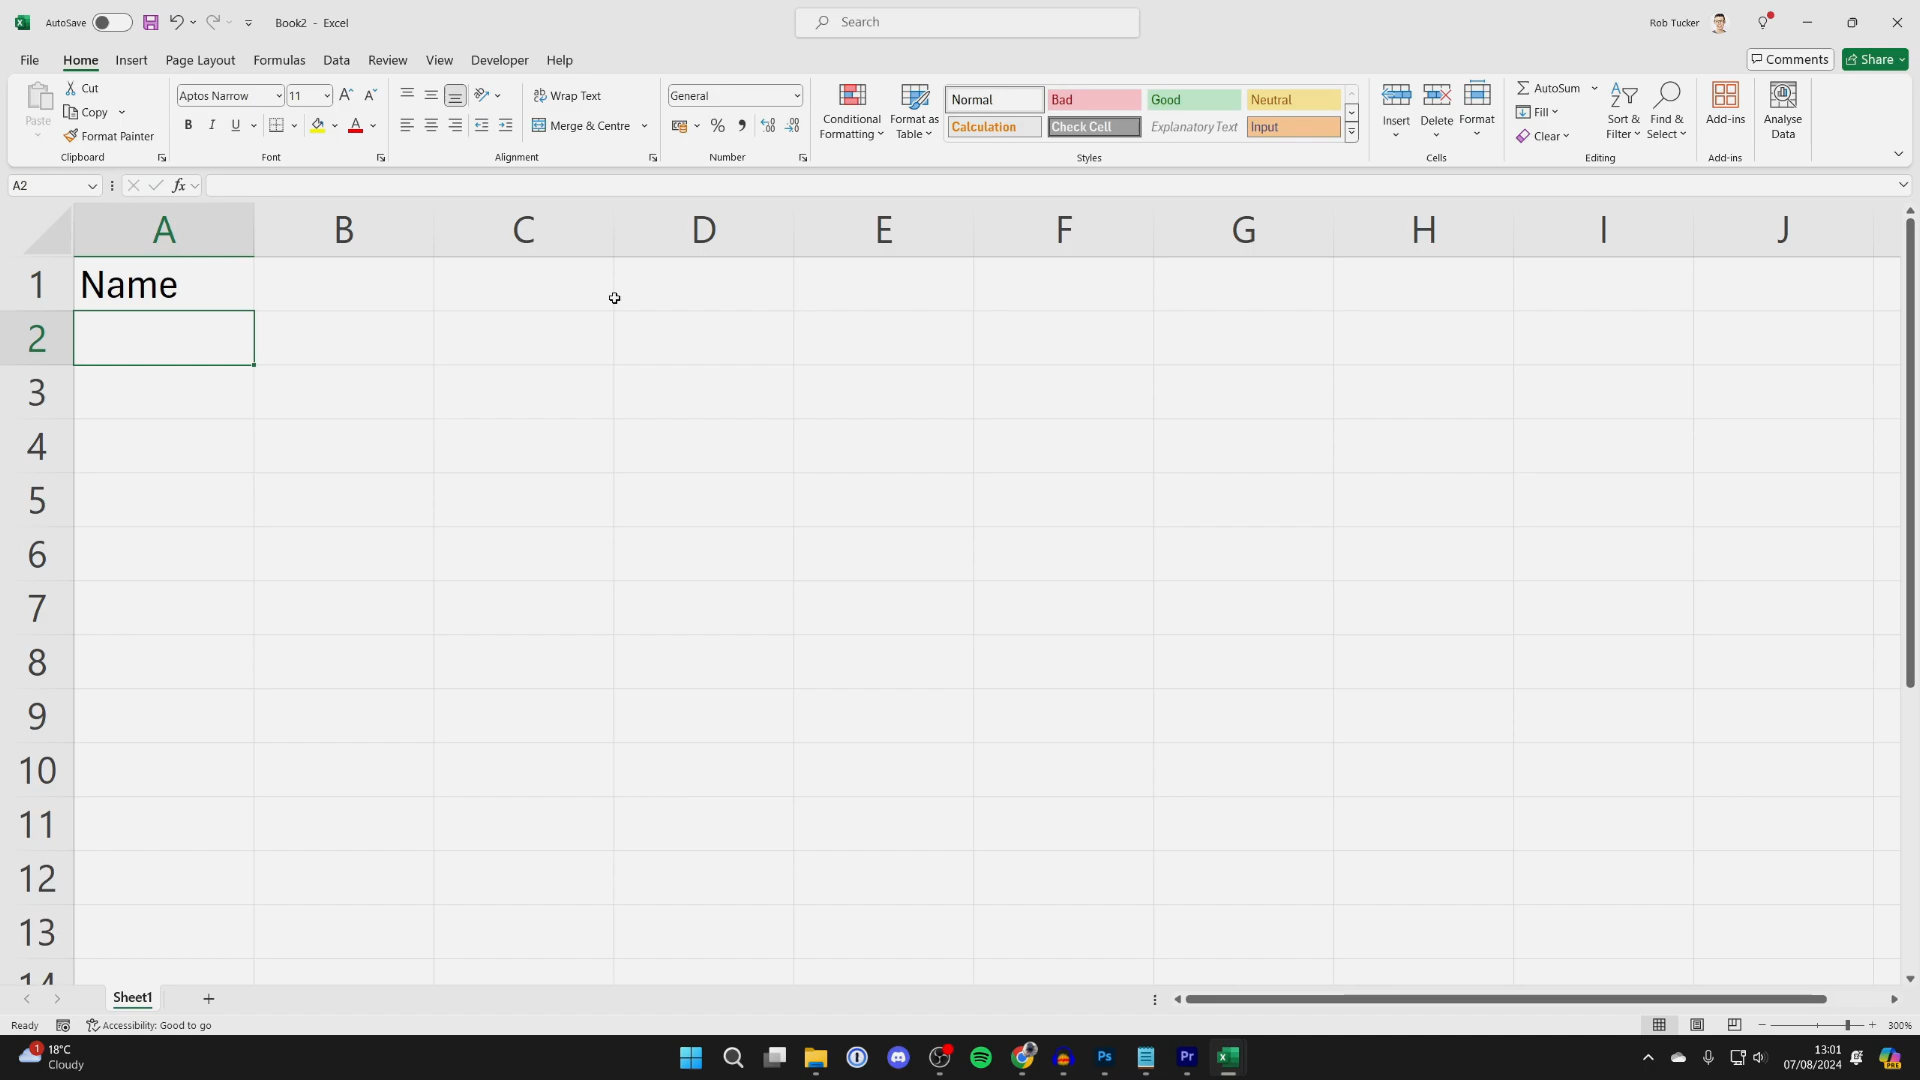 AutoSave Book2 - Excel Search Rob Tucker
File Home Insert Page Layout Formulas Data Review View Developer Help Comments Share
Paste Cut Copy Format Painter
Clipboard
Aptos Narrow 11
B I U A
Font
Wrap Text
Merge & Centre
Alignment
General
%
Number
Conditional Formatting
Format as Table
Normal Bad Good Neutral
Calculation Check Cell Explanatory Text Input
Styles
Insert Delete Format
Cells
AutoSum
Fill
Clear
Sort & Filter
Find & Select
Editing
Add-ins
Add-ins
Analyse Data
A2 fx
A B C D E F G H I J
1 Name
2
3
4
5
6
7
8
9
10
11
12
13
14
Sheet1
Ready Accessibility: Good to go 300%
1 18°C
Cloudy
Ps Pr
13:01
07/08/2024
PRE